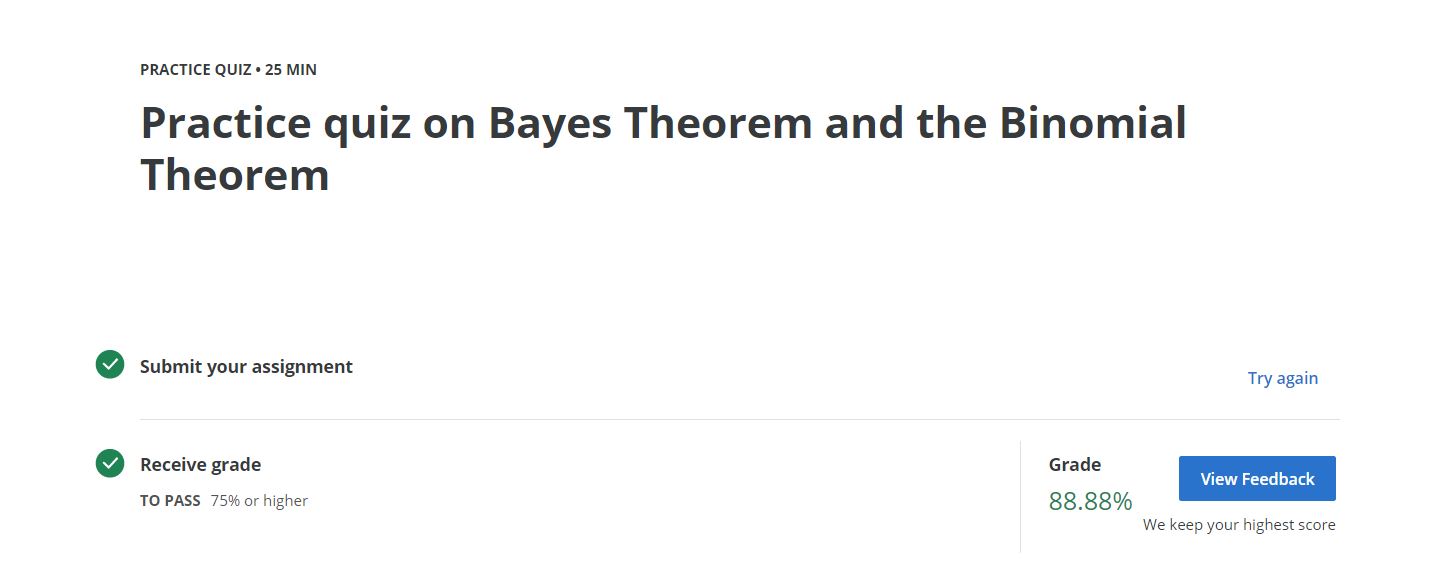 PRACTICE QUIZ • 25 MIN
Practice quiz on Bayes Theorem and the Binomial
Theorem
Submit your assignment
Try again
Receive grade
TO PASS 75% or higher
Grade
88.88%
View Feedback
We keep your highest score